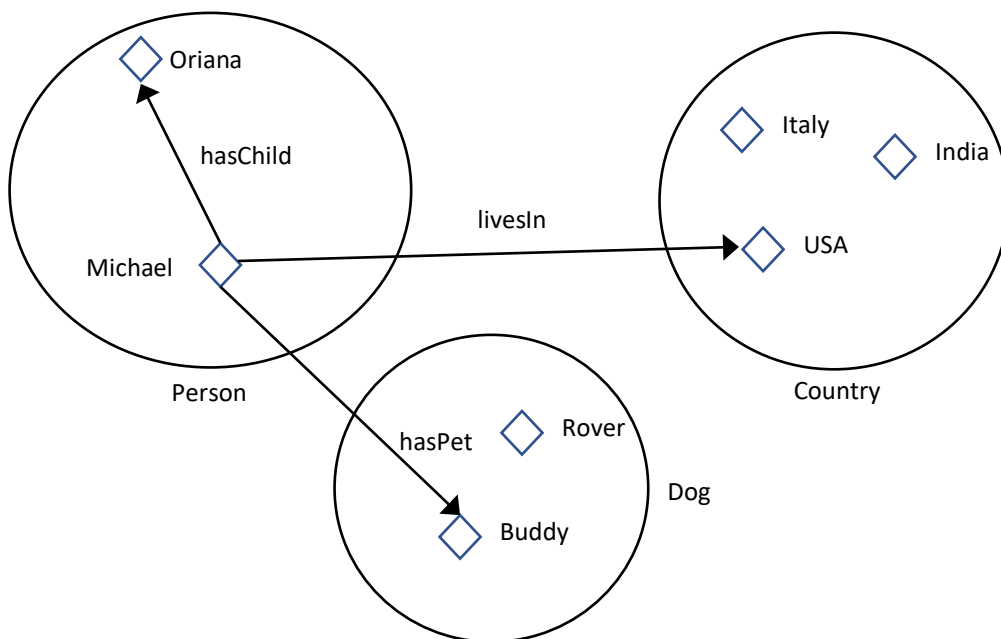 Oriana
Italy
India
hasChild
livesIn
USA
Michael
Person
Country
Rover
hasPet
Dog
Buddy